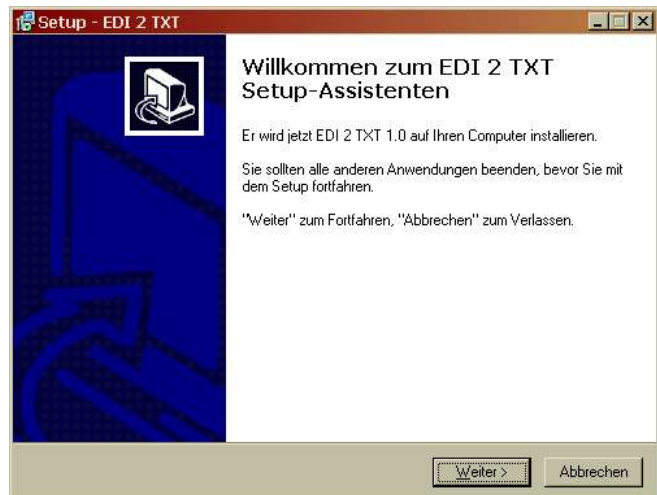 Setup - EDI 2 TXT
Willkommen zum EDI 2 TXT
Setup-Assistenten
Er wird jetzt EDI 2 TXT 1.0 auf Ihren Computer installieren.
Sie sollten alle anderen Anwendungen beenden, bevor Sie mit
dem Setup fortfahren.
"Weiter" zum Fortfahren, "Abbrechen" zum Verlassen.
Weiter > Abbrechen